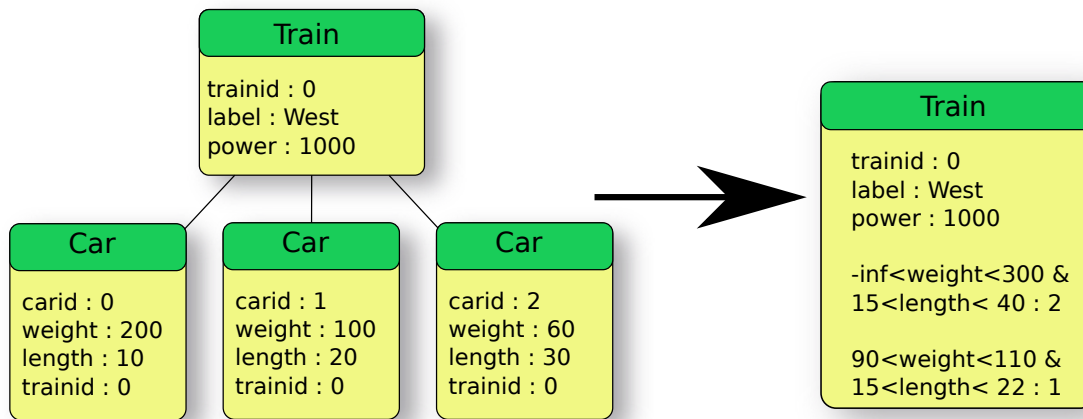 Train
trainid : 0
label : West
power : 1000
Car
carid : 0
weight : 200
length : 10
trainid : 0
Car
carid : 1
weight : 100
length : 20
trainid : 0
Car
carid : 2
weight : 60
length : 30
trainid : 0
Train
trainid : 0
label : West
power : 1000
-inf<weight<300 &
15<length< 40 : 2
90<weight<110 &
15<length< 22 : 1